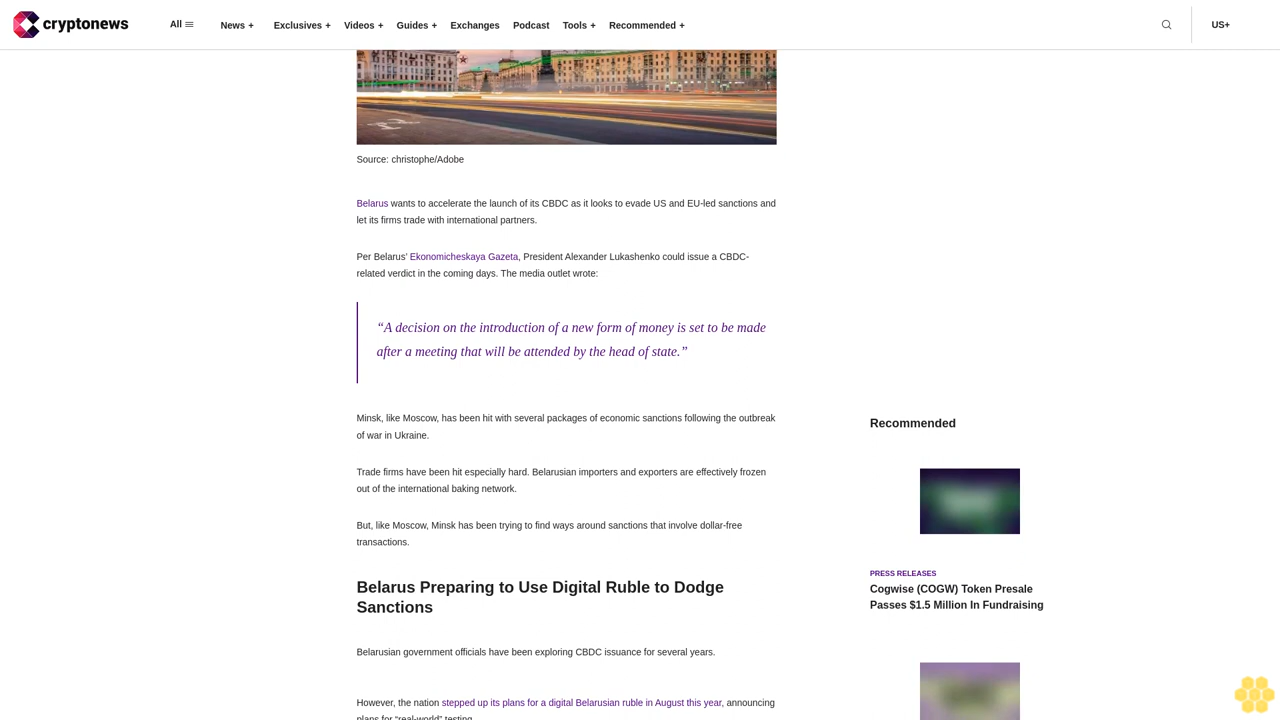 cryptonews
All
News +
Exclusives +
Videos +
Guides +
Exchanges
Podcast
Tools +
Recommended +
US+
Source: christophe/Adobe
Belarus wants to accelerate the launch of its CBDC as it looks to evade US and EU-led sanctions and
let its firms trade with international partners.
Per Belarus’ Ekonomicheskaya Gazeta, President Alexander Lukashenko could issue a CBDC-
related verdict in the coming days. The media outlet wrote:
“A decision on the introduction of a new form of money is set to be made
after a meeting that will be attended by the head of state.”
Minsk, like Moscow, has been hit with several packages of economic sanctions following the outbreak
of war in Ukraine.
Trade firms have been hit especially hard. Belarusian importers and exporters are effectively frozen
out of the international baking network.
But, like Moscow, Minsk has been trying to find ways around sanctions that involve dollar-free
transactions.
Belarus Preparing to Use Digital Ruble to Dodge
Sanctions
Belarusian government officials have been exploring CBDC issuance for several years.
However, the nation stepped up its plans for a digital Belarusian ruble in August this year, announcing
plans for “real-world” testing.
Recommended
PRESS RELEASES
Cogwise (COGW) Token Presale
Passes $1.5 Million In Fundraising